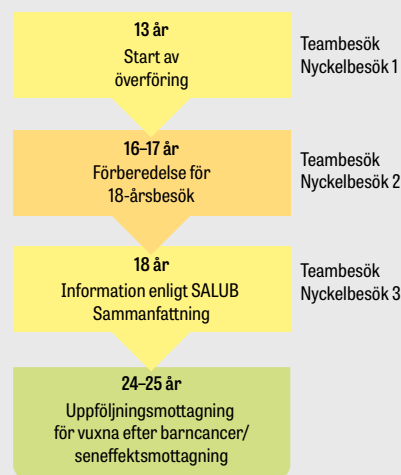 13 år
Start av
överföring
Teambesök
Nyckelbesök 1
16–17 år
Förberedelse för
18-årsbesök
Teambesök
Nyckelbesök 2
18 år
Information enligt SALUB
Sammanfattning
Teambesök
Nyckelbesök 3
24–25 år
Uppföljningsmottagning
för vuxna efter barncancer/
seneffektsmottagning